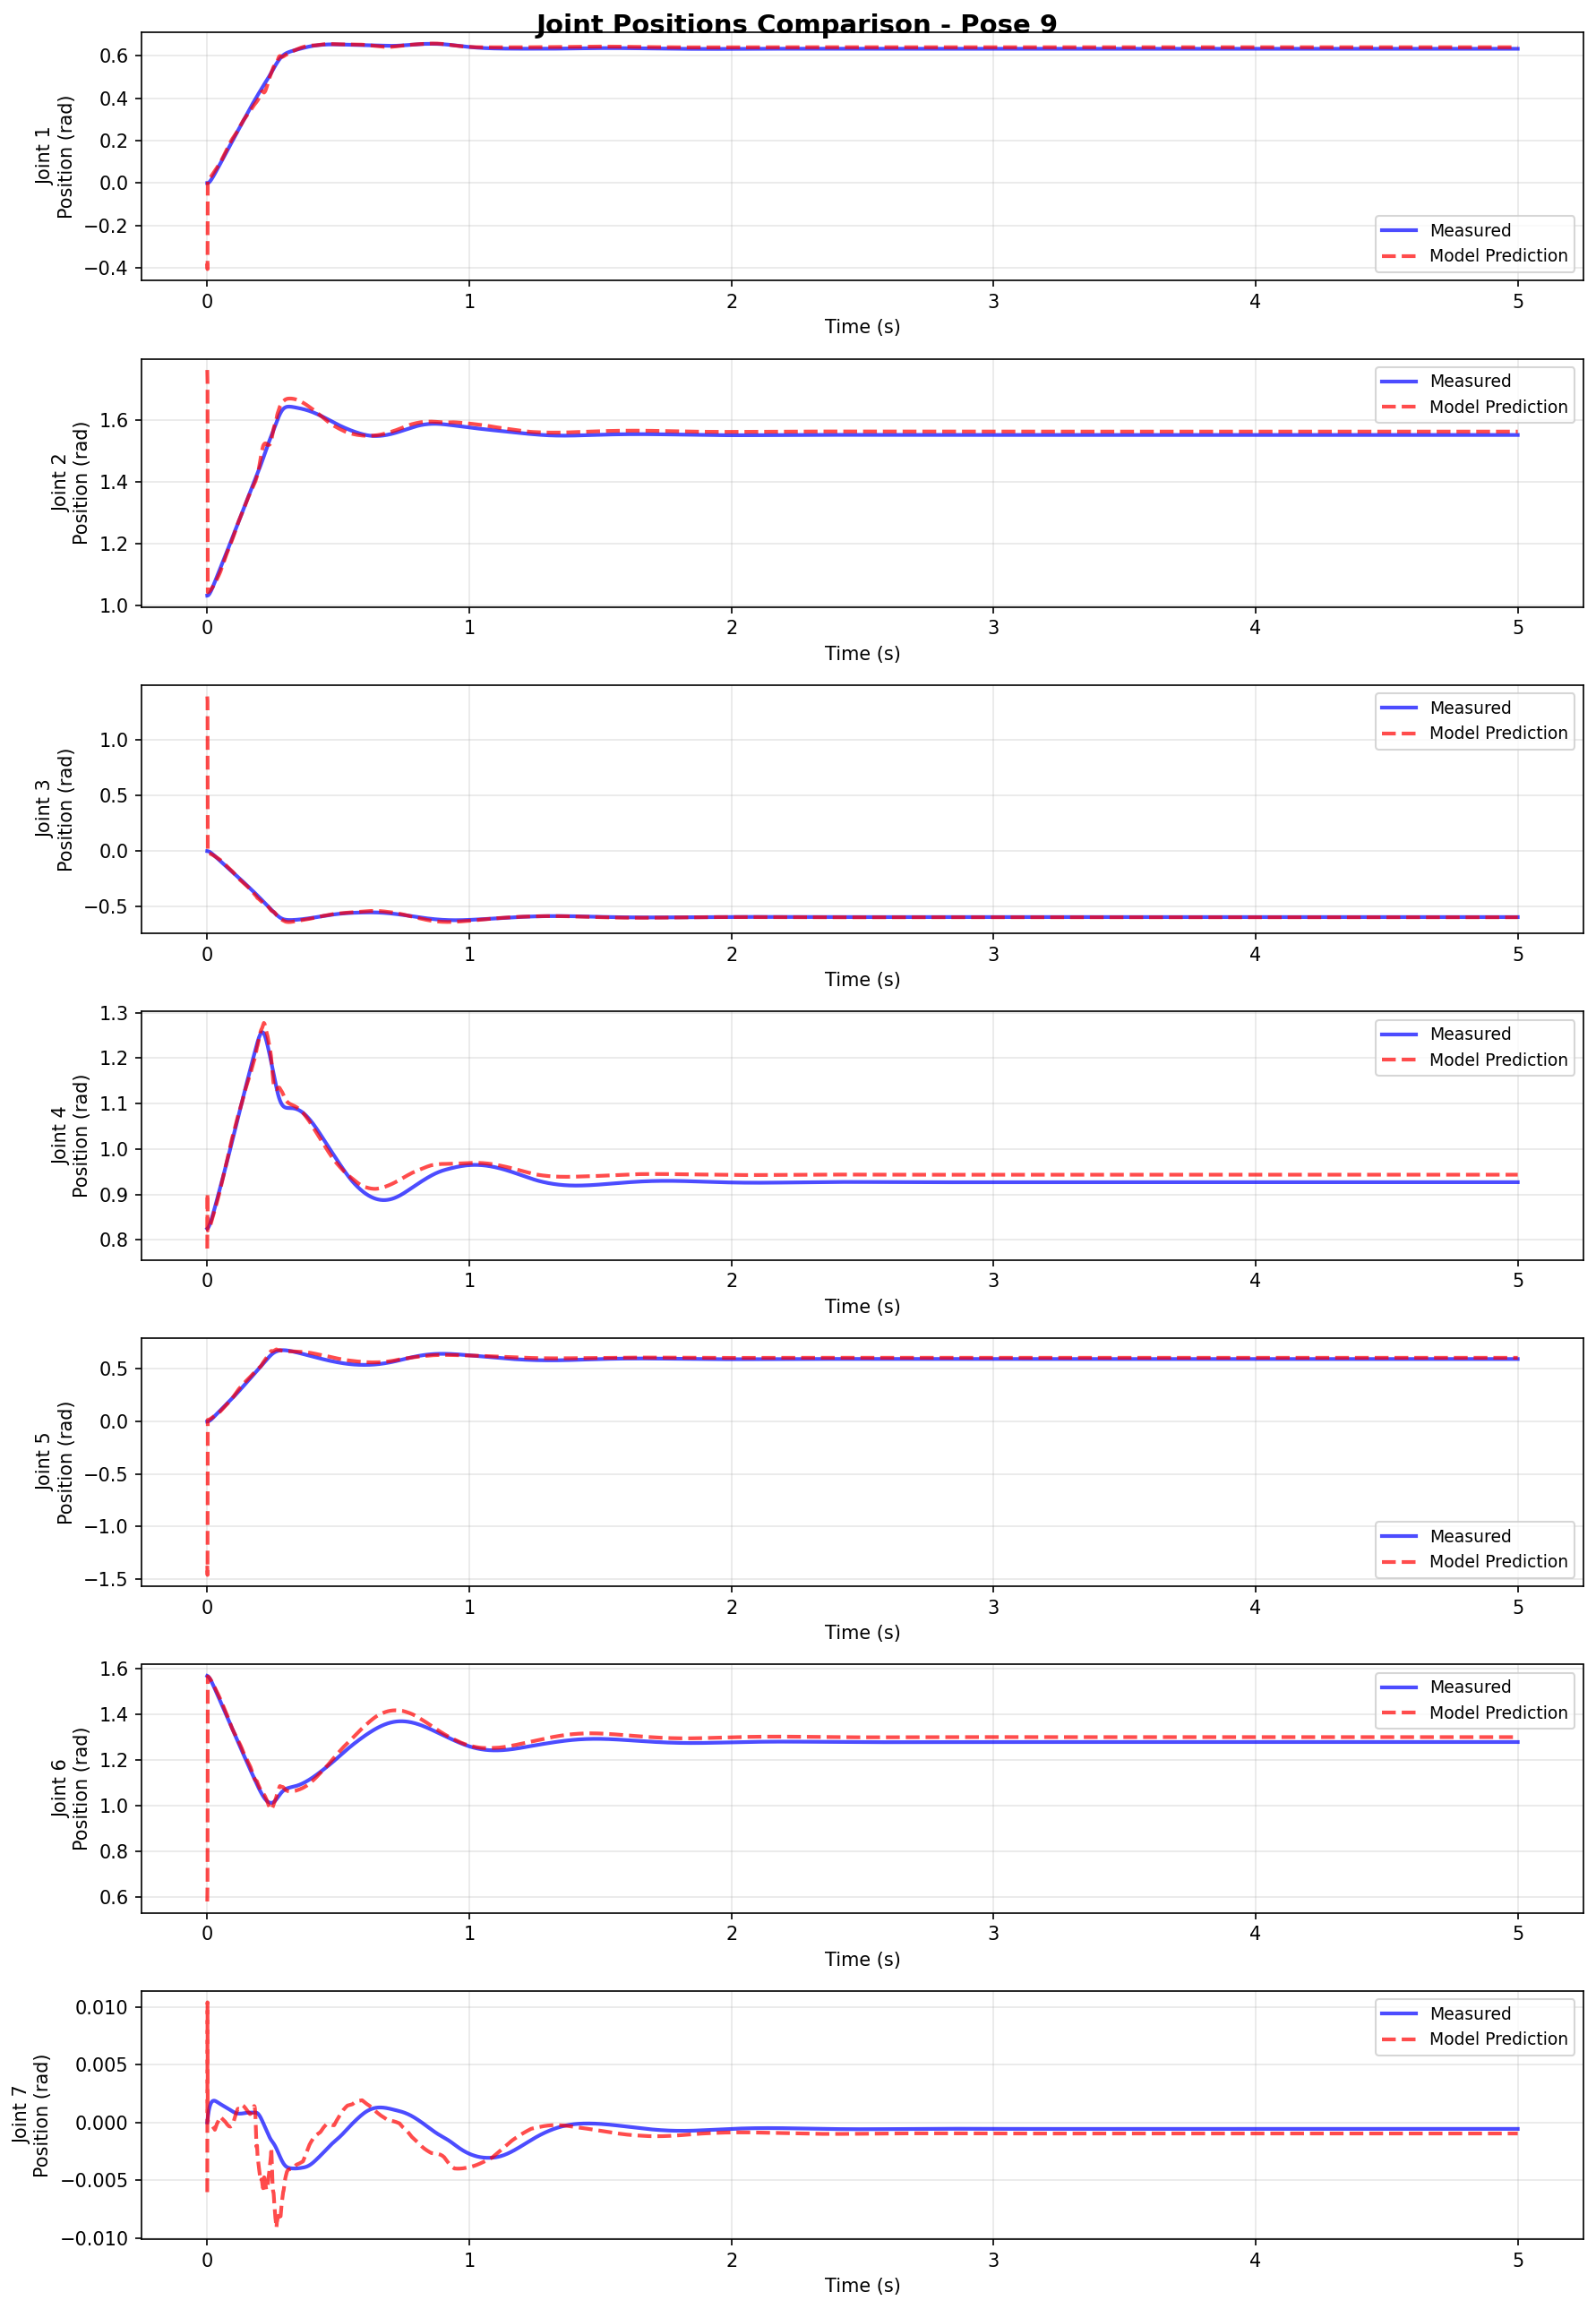 Joint Positions Comparison - Pose 9
Joint 1
Position (rad)
0.6
0.4
0.2
0.0
−0.2
−0.4
Measured
Model Prediction
0 1 2 3 4 5
Time (s)
Joint 2
Position (rad)
1.6
1.4
1.2
1.0
Measured
Model Prediction
0 1 2 3 4 5
Time (s)
Joint 3
Position (rad)
1.0
0.5
0.0
−0.5
Measured
Model Prediction
0 1 2 3 4 5
Time (s)
Joint 4
Position (rad)
1.3
1.2
1.1
1.0
0.9
0.8
Measured
Model Prediction
0 1 2 3 4 5
Time (s)
Joint 5
Position (rad)
0.5
0.0
−0.5
−1.0
−1.5
Measured
Model Prediction
0 1 2 3 4 5
Time (s)
Joint 6
Position (rad)
1.6
1.4
1.2
1.0
0.8
0.6
Measured
Model Prediction
0 1 2 3 4 5
Time (s)
Joint 7
Position (rad)
0.010
0.005
0.000
−0.005
−0.010
Measured
Model Prediction
0 1 2 3 4 5
Time (s)